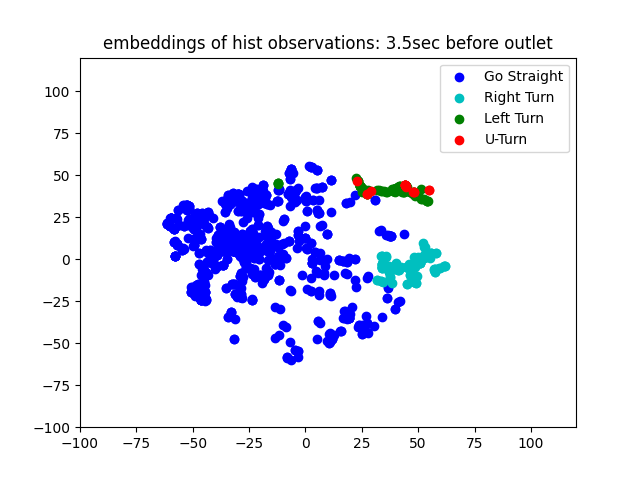 embeddings of hist observations: 3.5sec before outlet
Go Straight
Right Turn
Left Turn
U-Turn
100
75
50
25
0
−25
−50
−75
−100
−100 −75 −50 −25 0 25 50 75 100